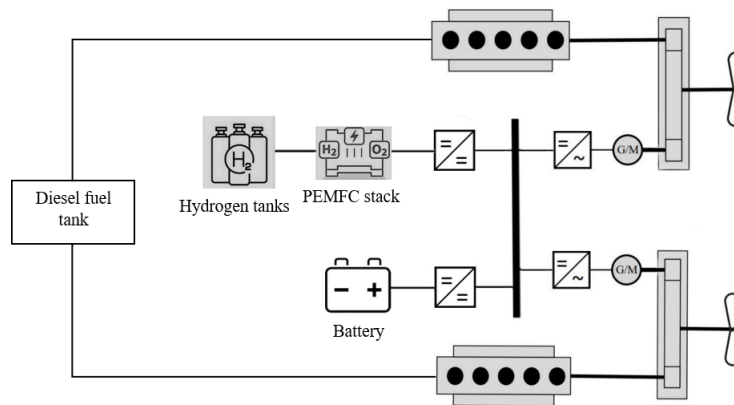 H₂
O₂
G/M
H₂
Hydrogen tanks
PEMFC stack
Diesel fuel
tank
G/M
Battery